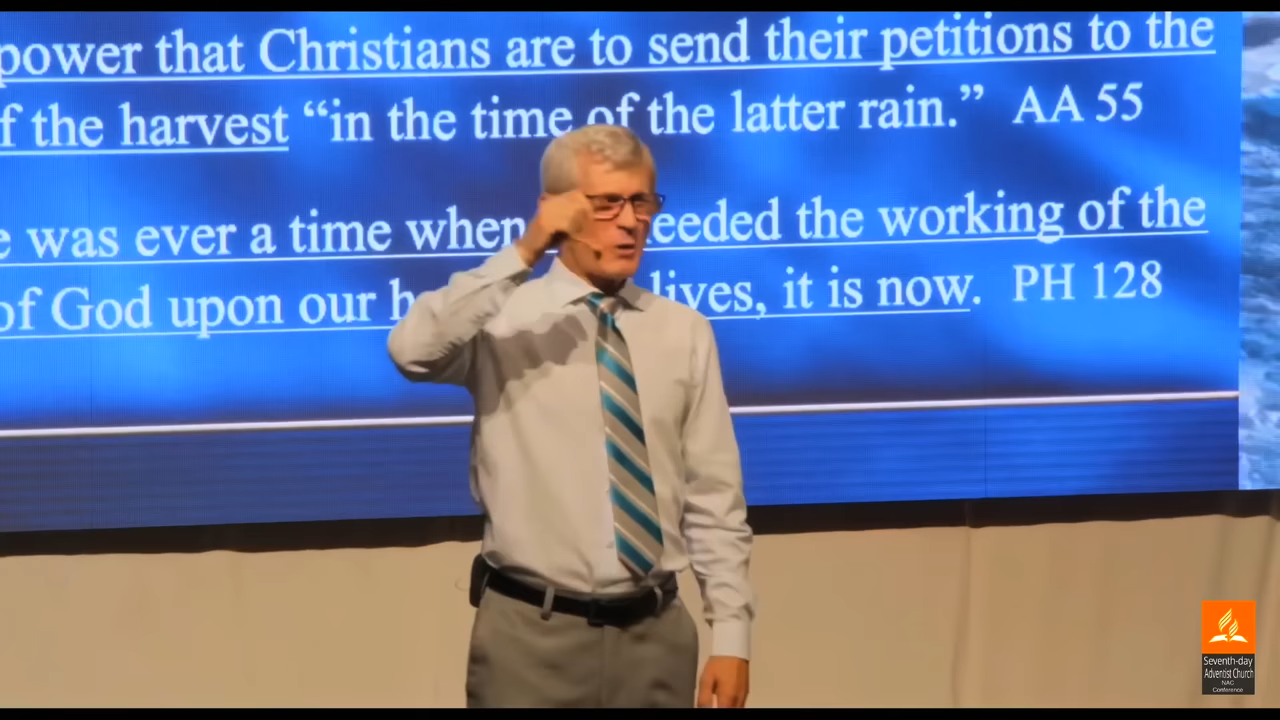 power that Christians are to send their petitions to the
f the harvest “in the time of the latter rain.” AA 55
e was ever a time when eeded the working of the
of God upon our h lives, it is now. PH 128
Seventh-day
Adventist Church
NAC
Conference